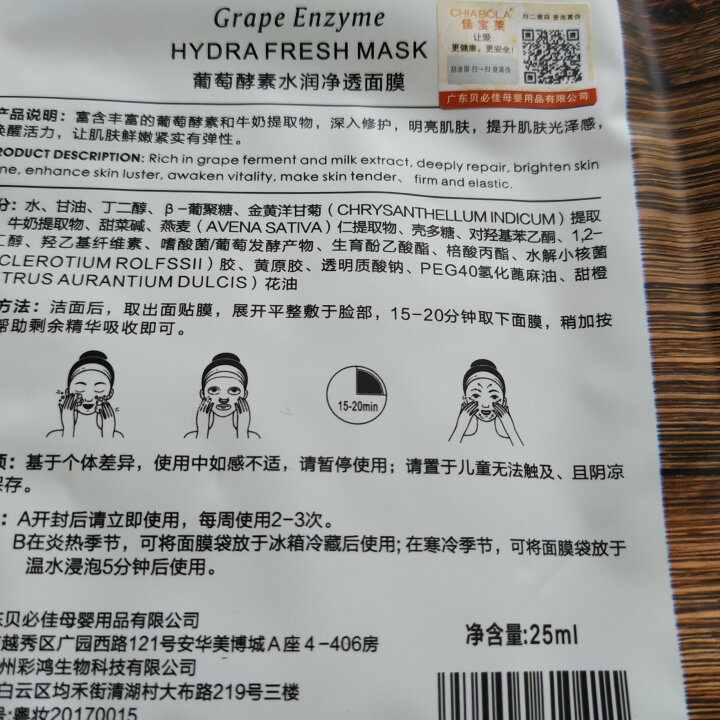 Grape Enzyme
HYDRA FRESH MASK
葡萄酵素水润净透面膜
CHIABOLA
佳宝莱
让爱
更健康，更安全！
刮涂层 扫一扫 查真伪
扫二维码 查询真伪
广东贝必佳母婴用品有限公司
产品说明：富含丰富的葡萄酵素和牛奶提取物，深入修护，明亮肌肤，提升肌肤光泽感，
唤醒活力，让肌肤鲜嫩紧实有弹性。
PRODUCT DESCRIPTION: Rich in grape ferment and milk extract, deeply repair, brighten skin
ne, enhance skin luster, awaken vitality, make skin tender、 firm and elastic.
分：水、甘油、丁二醇、β-葡聚糖、金黄洋甘菊（CHRYSANTHELLUM INDICUM）提取
、牛奶提取物、甜菜碱、燕麦（AVENA SATIVA）仁提取物、壳多糖、对羟基苯乙酮、1,2-
二醇、羟乙基纤维素、嗜酸菌/葡萄发酵产物、生育酚乙酸酯、棓酸丙酯、水解小核菌
CLEROTIUM ROLFSSII）胶、黄原胶、透明质酸钠、PEG40氢化蓖麻油、甜橙
TRUS AURANTIUM DULCIS）花油
方法：洁面后，取出面贴膜，展开平整敷于脸部，15-20分钟取下面膜，稍加按
帮助剩余精华吸收即可。
15-20min
项：基于个体差异，使用中如感不适，请暂停使用；请置于儿童无法触及、且阴凉
保存。
：A开封后请立即使用，每周使用2-3次。
B在炎热季节，可将面膜袋放于冰箱冷藏后使用；在寒冷季节，可将面膜袋放于
温水浸泡5分钟后使用。
东贝必佳母婴用品有限公司
越秀区广园西路121号安华美博城A座4-406房
州彩鸿生物科技有限公司
白云区均禾街清湖村大布路219号三楼
号：粤妆20170015
净含量:25ml